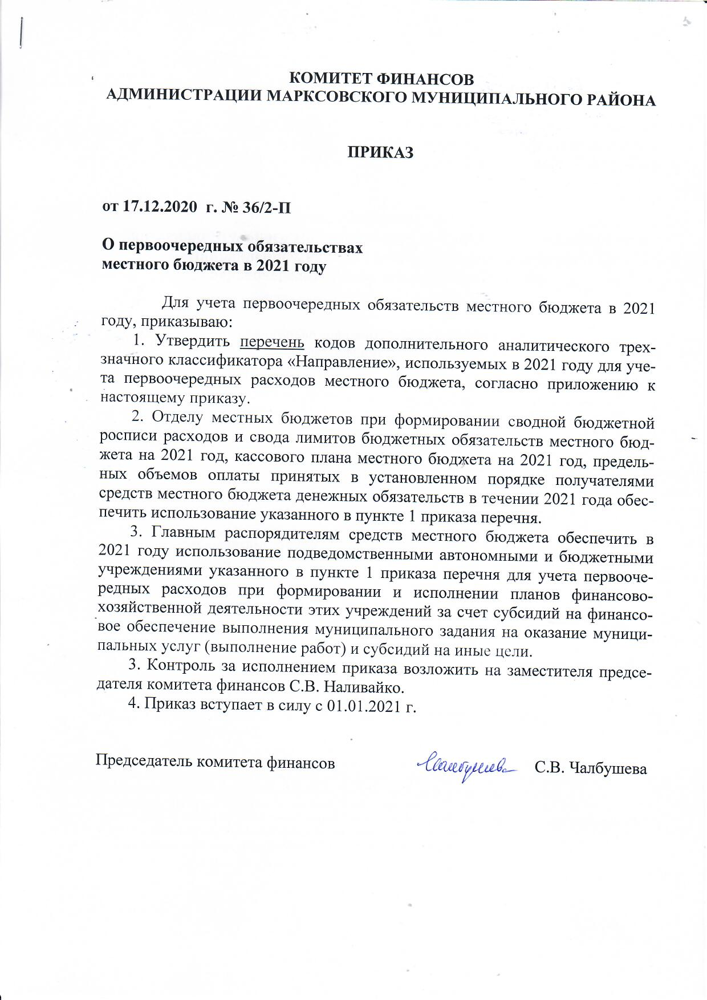 КОМИТЕТ ФИНАНСОВ
АДМИНИСТРАЦИИ МАРКСОВСКОГО МУНИЦИПАЛЬНОГО РАЙОНА
ПРИКАЗ
от 17.12.2020 г. № 36/2-П
О первоочередных обязательствах
местного бюджета в 2021 году
Для учета первоочередных обязательств местного бюджета в 2021
году, приказываю:
1. Утвердить перечень кодов дополнительного аналитического трех-
значного классификатора «Направление», используемых в 2021 году для уче-
та первоочередных расходов местного бюджета, согласно приложению к
настоящему приказу.
2. Отделу местных бюджетов при формировании сводной бюджетной
росписи расходов и свода лимитов бюджетных обязательств местного бюд-
жета на 2021 год, кассового плана местного бюджета на 2021 год, предель-
ных объемов оплаты принятых в установленном порядке получателями
средств местного бюджета денежных обязательств в течении 2021 года обес-
печить использование указанного в пункте 1 приказа перечня.
3. Главным распорядителям средств местного бюджета обеспечить в
2021 году использование подведомственными автономными и бюджетными
учреждениями указанного в пункте 1 приказа перечня для учета первооче-
редных расходов при формировании и исполнении планов финансово-
хозяйственной деятельности этих учреждений за счет субсидий на финансо-
вое обеспечение выполнения муниципального задания на оказание муници-
пальных услуг (выполнение работ) и субсидий на иные цели.
3. Контроль за исполнением приказа возложить на заместителя предсе-
дателя комитета финансов С.В. Наливайко.
4. Приказ вступает в силу с 01.01.2021 г.
Председатель комитета финансов Чалбушева С.В. Чалбушева